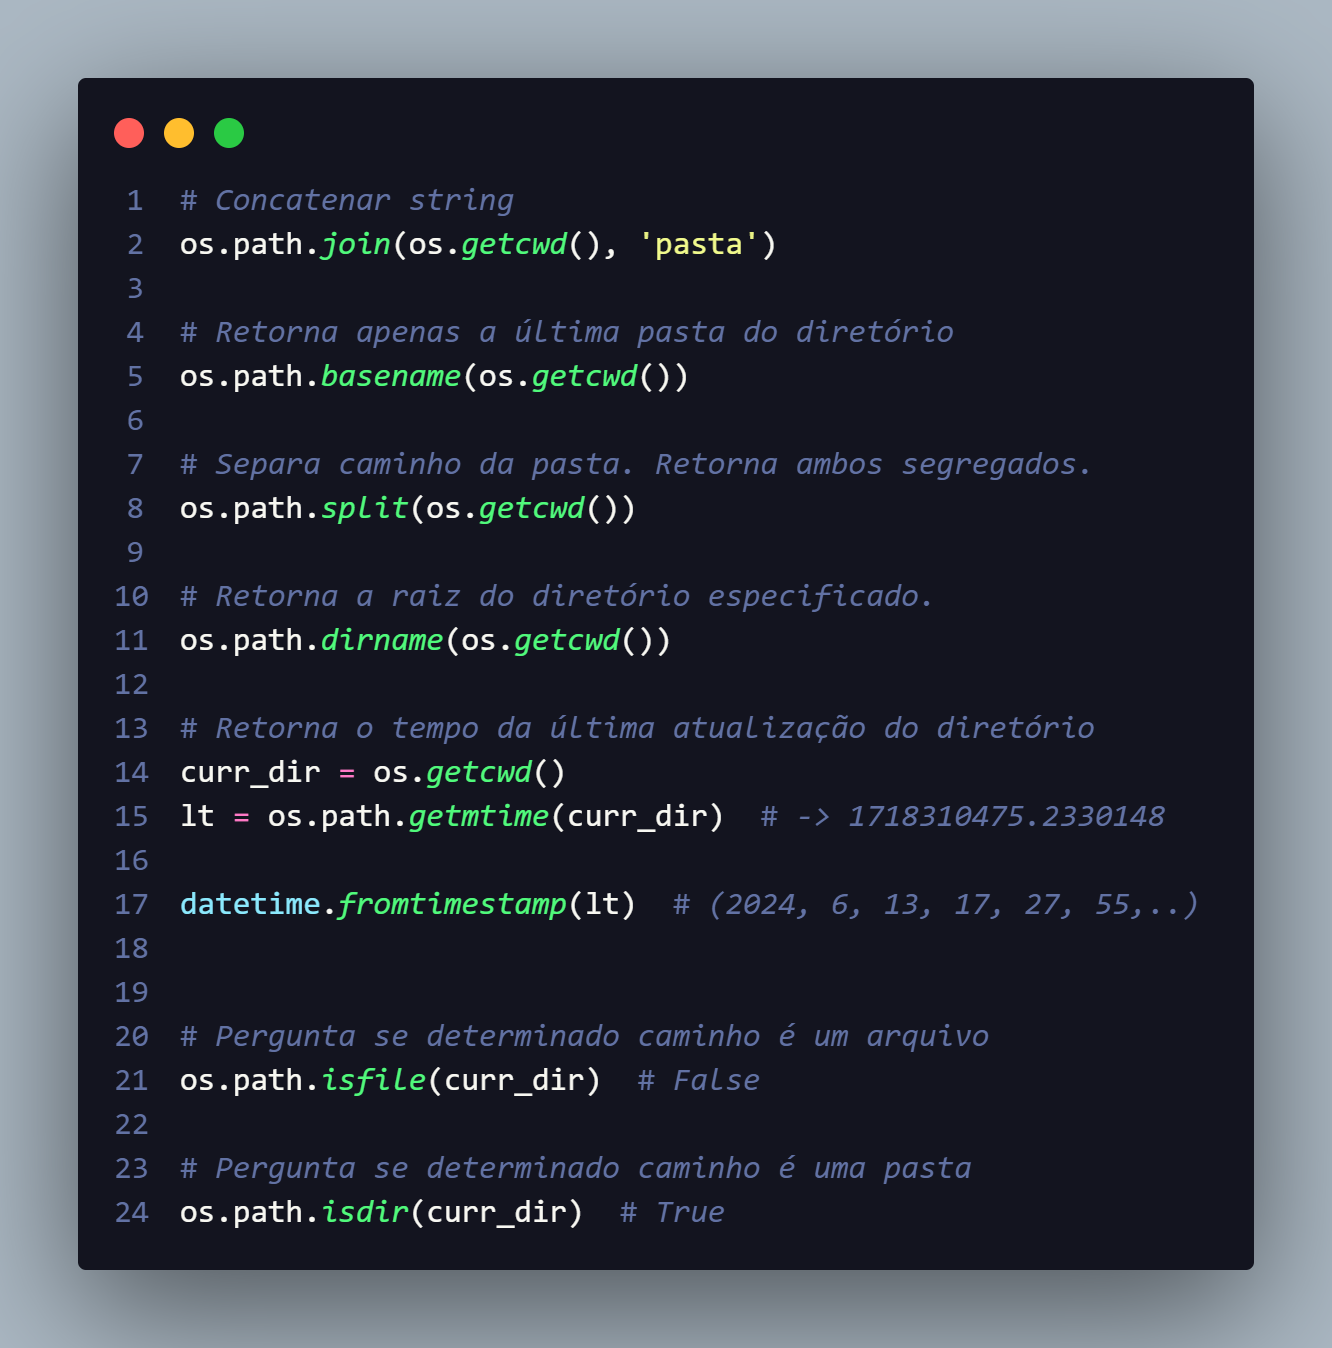 1 # Concatenar string
2 os.path.join(os.getcwd(), 'pasta')
3
4 # Retorna apenas a última pasta do diretório
5 os.path.basename(os.getcwd())
6
7 # Separa caminho da pasta. Retorna ambos segregados.
8 os.path.split(os.getcwd())
9
10 # Retorna a raiz do diretório especificado.
11 os.path.dirname(os.getcwd())
12
13 # Retorna o tempo da última atualização do diretório
14 curr_dir = os.getcwd()
15 lt = os.path.getmtime(curr_dir)  # -> 1718310475.2330148
16
17 datetime.fromtimestamp(lt)  # (2024, 6, 13, 17, 27, 55,..)
18
19
20 # Pergunta se determinado caminho é um arquivo
21 os.path.isfile(curr_dir)  # False
22
23 # Pergunta se determinado caminho é uma pasta
24 os.path.isdir(curr_dir)  # True